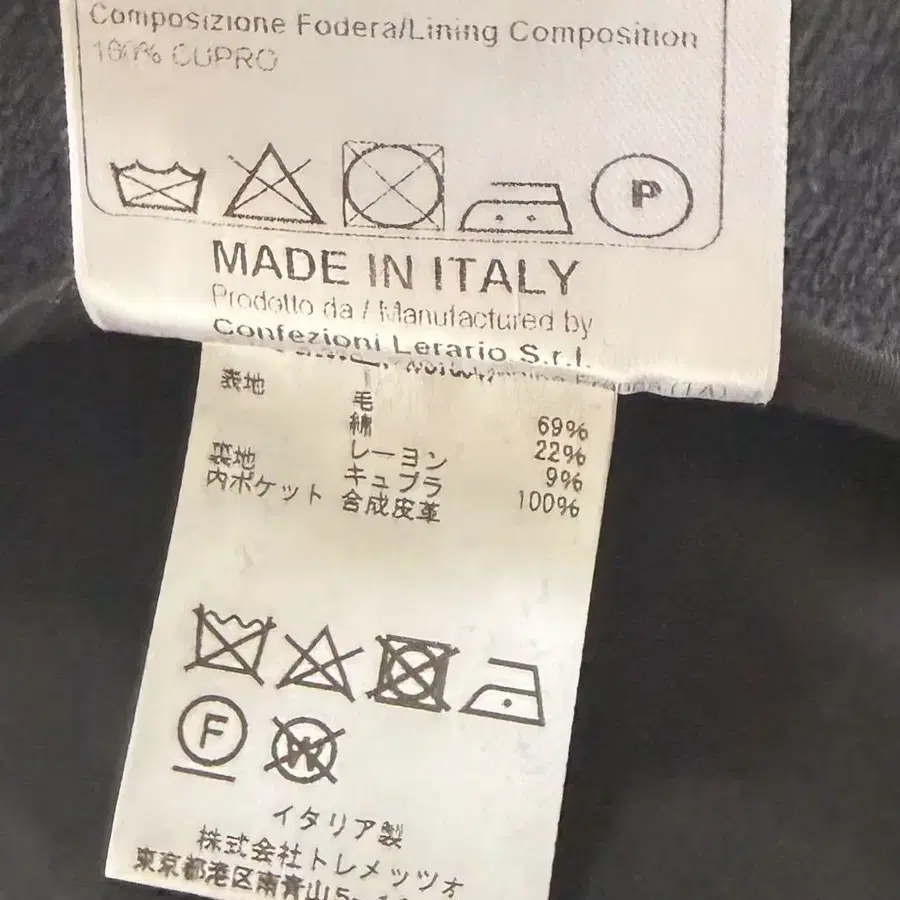 Composizione Fodera/Lining Composition
100% CUPRO
P
MADE IN ITALY
Prodotto da / Manufactured by
Confezioni Lerario S.r.l.
表地
毛 69%
綿 22%
レーヨン 9%
裏地 キュプラ 100%
内ポケット 合成皮革
F
W
イタリア製
株式会社トレメッツォ
東京都港区南青山5-